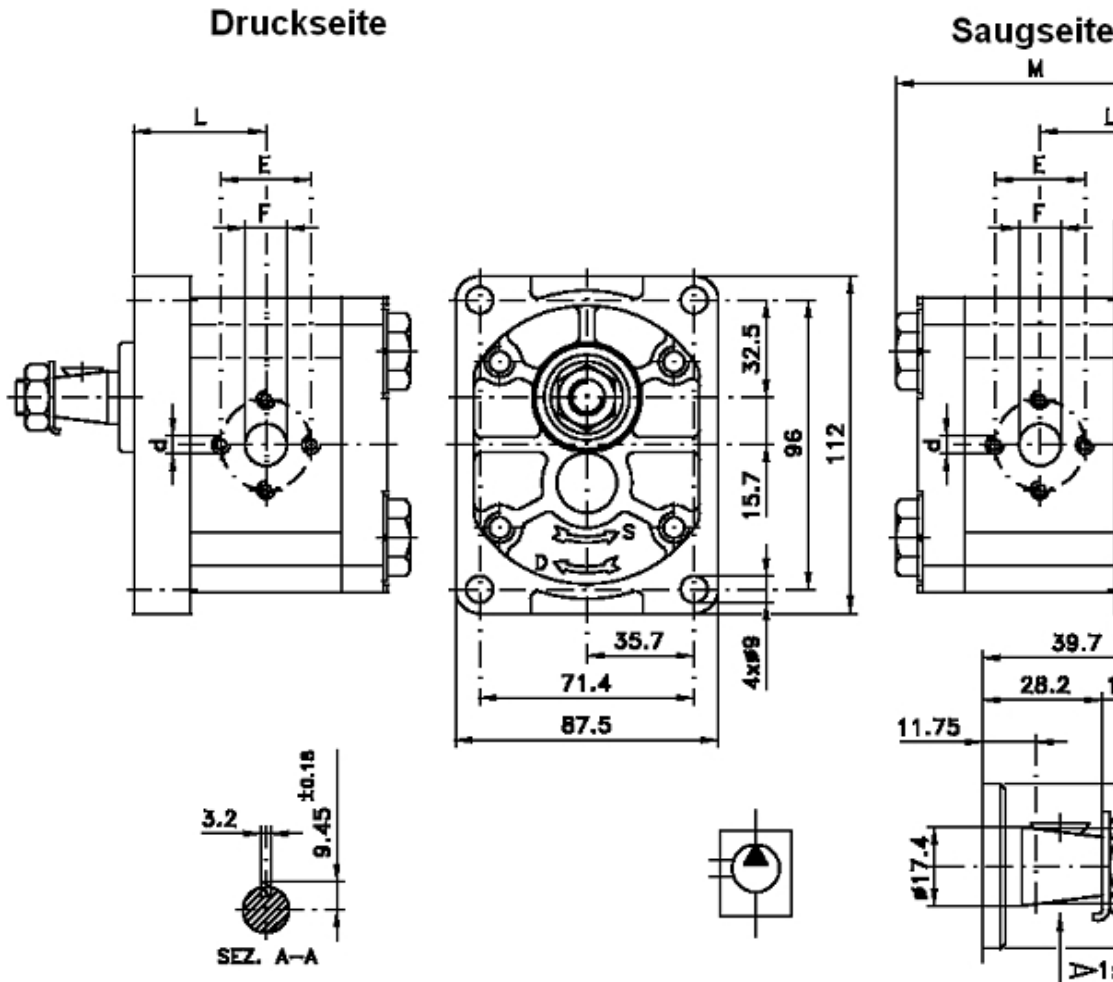 Druckseite
Saugseite
M
L
L
E
E
F
F
d
d
32.5
96
112
15.7
S
D
35.7
4xø9
71.4
87.5
39.7
28.2
11.75
ø17.4
3.2
9.45
±0.18
SEZ. A-A